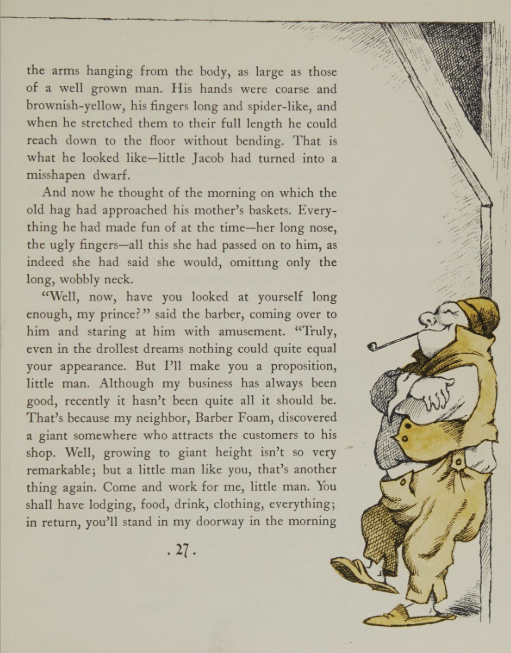 the arms hanging from the body, as large as those
of a well grown man. His hands were coarse and
brownish-yellow, his fingers long and spider-like, and
when he stretched them to their full length he could
reach down to the floor without bending. That is
what he looked like—little Jacob had turned into a
misshapen dwarf.
And now he thought of the morning on which the
old hag had approached his mother's baskets. Every-
thing he had made fun of at the time—her long nose,
the ugly fingers—all this she had passed on to him, as
indeed she had said she would, omitting only the
long, wobbly neck.
"Well, now, have you looked at yourself long
enough, my prince?" said the barber, coming over to
him and staring at him with amusement. "Truly,
even in the drollest dreams nothing could quite equal
your appearance. But I'll make you a proposition,
little man. Although my business has always been
good, recently it hasn't been quite all it should be.
That's because my neighbor, Barber Foam, discovered
a giant somewhere who attracts the customers to his
shop. Well, growing to giant height isn't so very
remarkable; but a little man like you, that's another
thing again. Come and work for me, little man. You
shall have lodging, food, drink, clothing, everything;
in return, you'll stand in my doorway in the morning
. 27 .